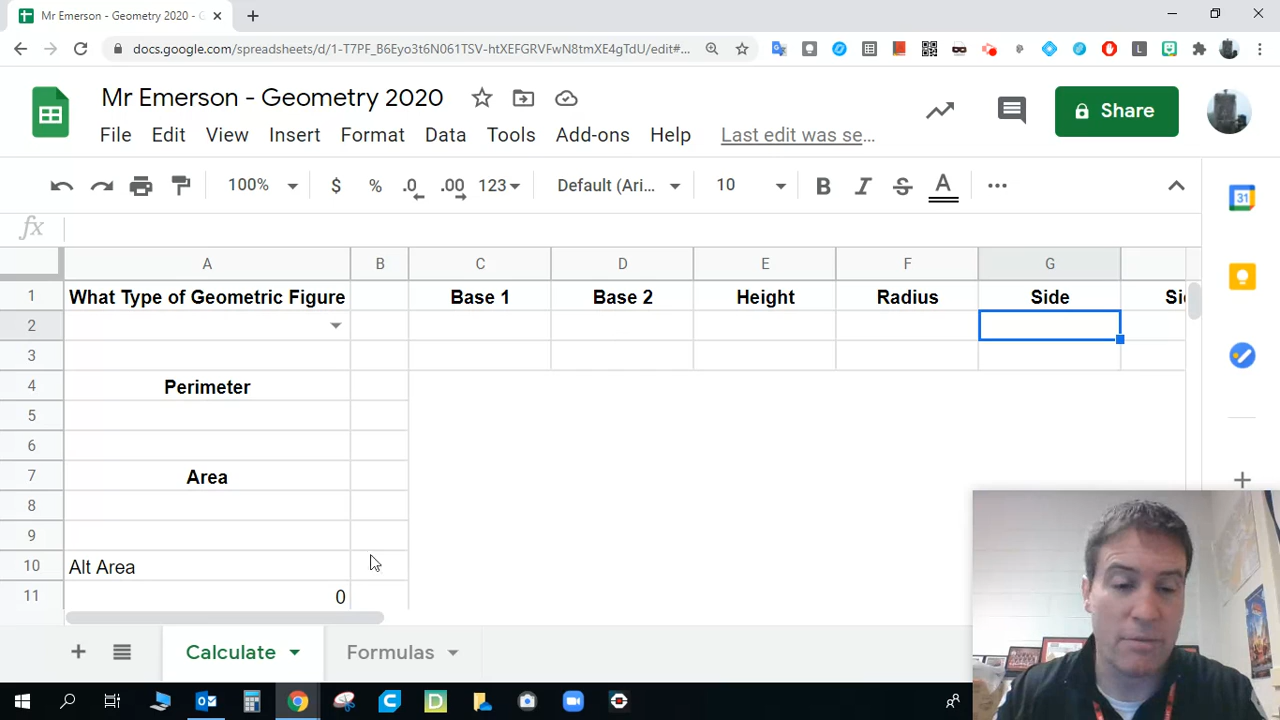 Mr Emerson - Geometry 2020 - G
docs.google.com/spreadsheets/d/1-T7PF_B6Eyo3t6N061TSV-htXEFGRVFwN8tmXE4gTdU/edit#...
Mr Emerson - Geometry 2020
Share
File Edit View Insert Format Data Tools Add-ons Help Last edit was se...
100% $ % .0 .00 123 Default (Ari... 10 B I S A
31
fx
A B C D E F G
1 What Type of Geometric Figure Base 1 Base 2 Height Radius Side Si
2
3
4 Perimeter
5
6
7 Area
8
9
10 Alt Area
11 0
Calculate Formulas